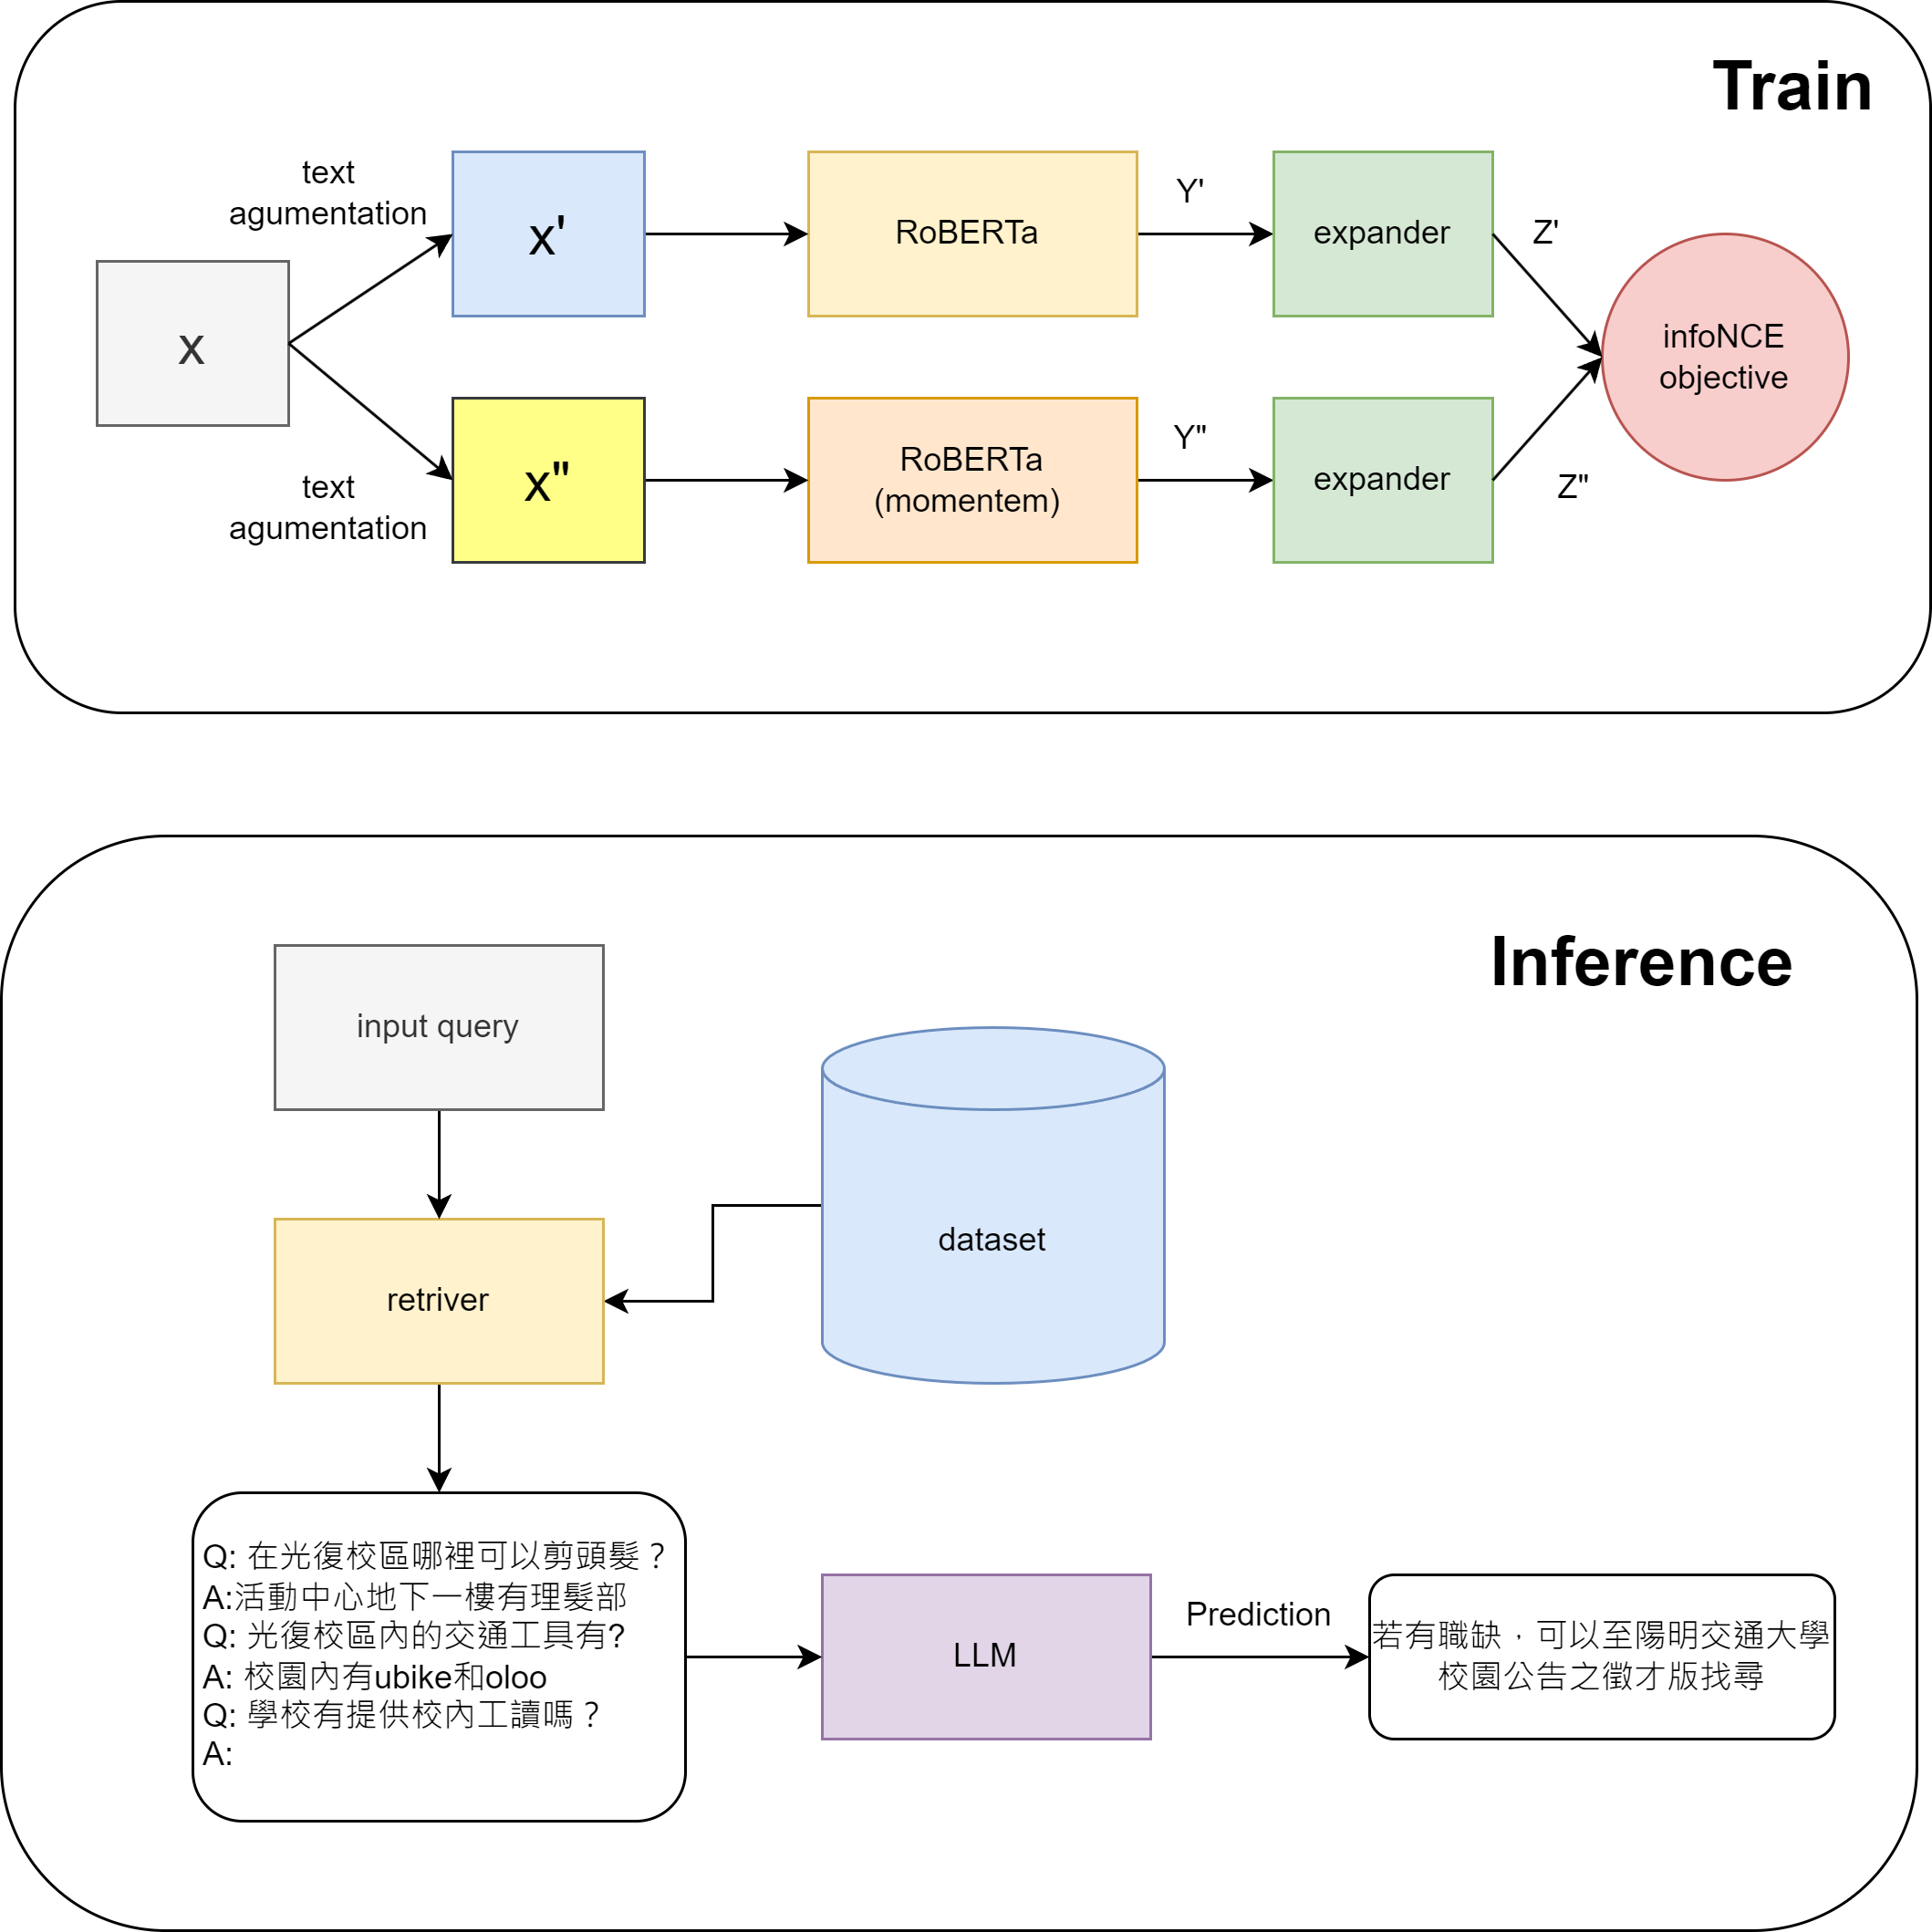 Train
text
agumentation
x'
RoBERTa
Y'
expander
Z'
x
infoNCE
objective
text
agumentation
x"
RoBERTa
(momentem)
Y"
expander
Z"
Inference
input query
dataset
retriver
Q: 在光復校區哪裡可以剪頭髮？
A:活動中心地下一樓有理髮部
Q: 光復校區內的交通工具有?
A: 校園內有ubike和oloo
Q: 學校有提供校內工讀嗎？
A:
LLM
Prediction
若有職缺，可以至陽明交通大學
校園公告之徵才版找尋